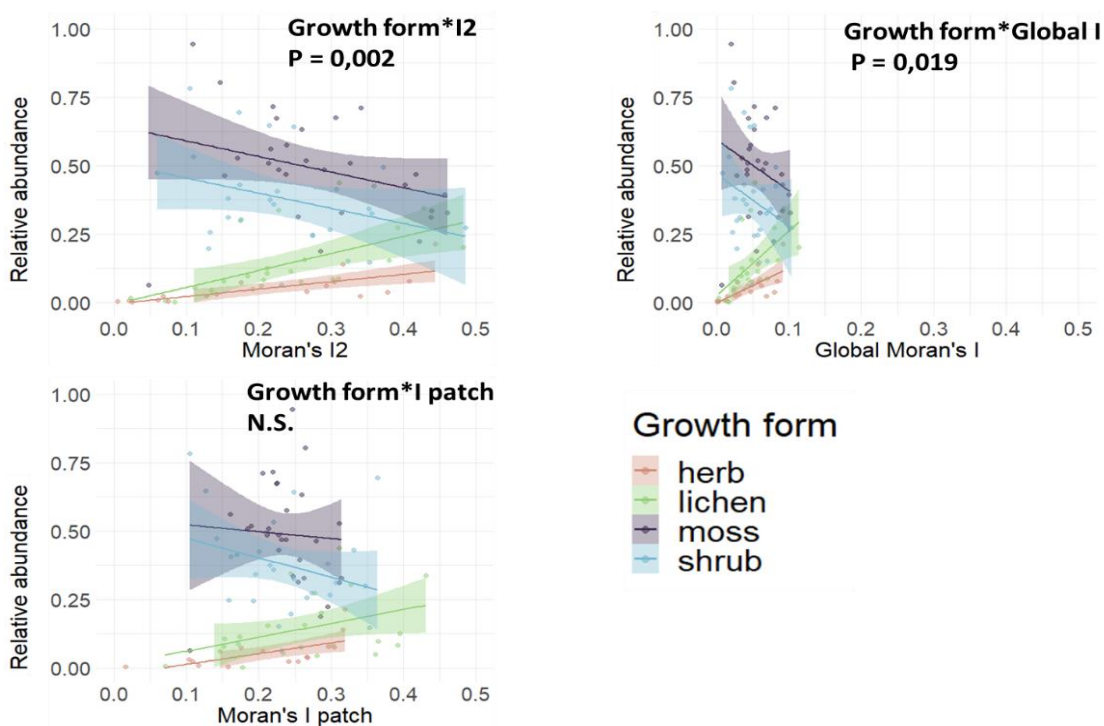 Growth form*I2
P = 0,002
1.00
0.75
0.50
0.25
0.00
Relative abundance
0.0 0.1 0.2 0.3 0.4 0.5
Moran's I2
Growth form*Global I
P = 0,019
1.00
0.75
0.50
0.25
0.00
Relative abundance
0.0 0.1 0.2 0.3 0.4 0.5
Global Moran's I
Growth form*I patch
N.S.
1.00
0.75
0.50
0.25
0.00
Relative abundance
0.0 0.1 0.2 0.3 0.4 0.5
Moran's I patch
Growth form
herb
lichen
moss
shrub